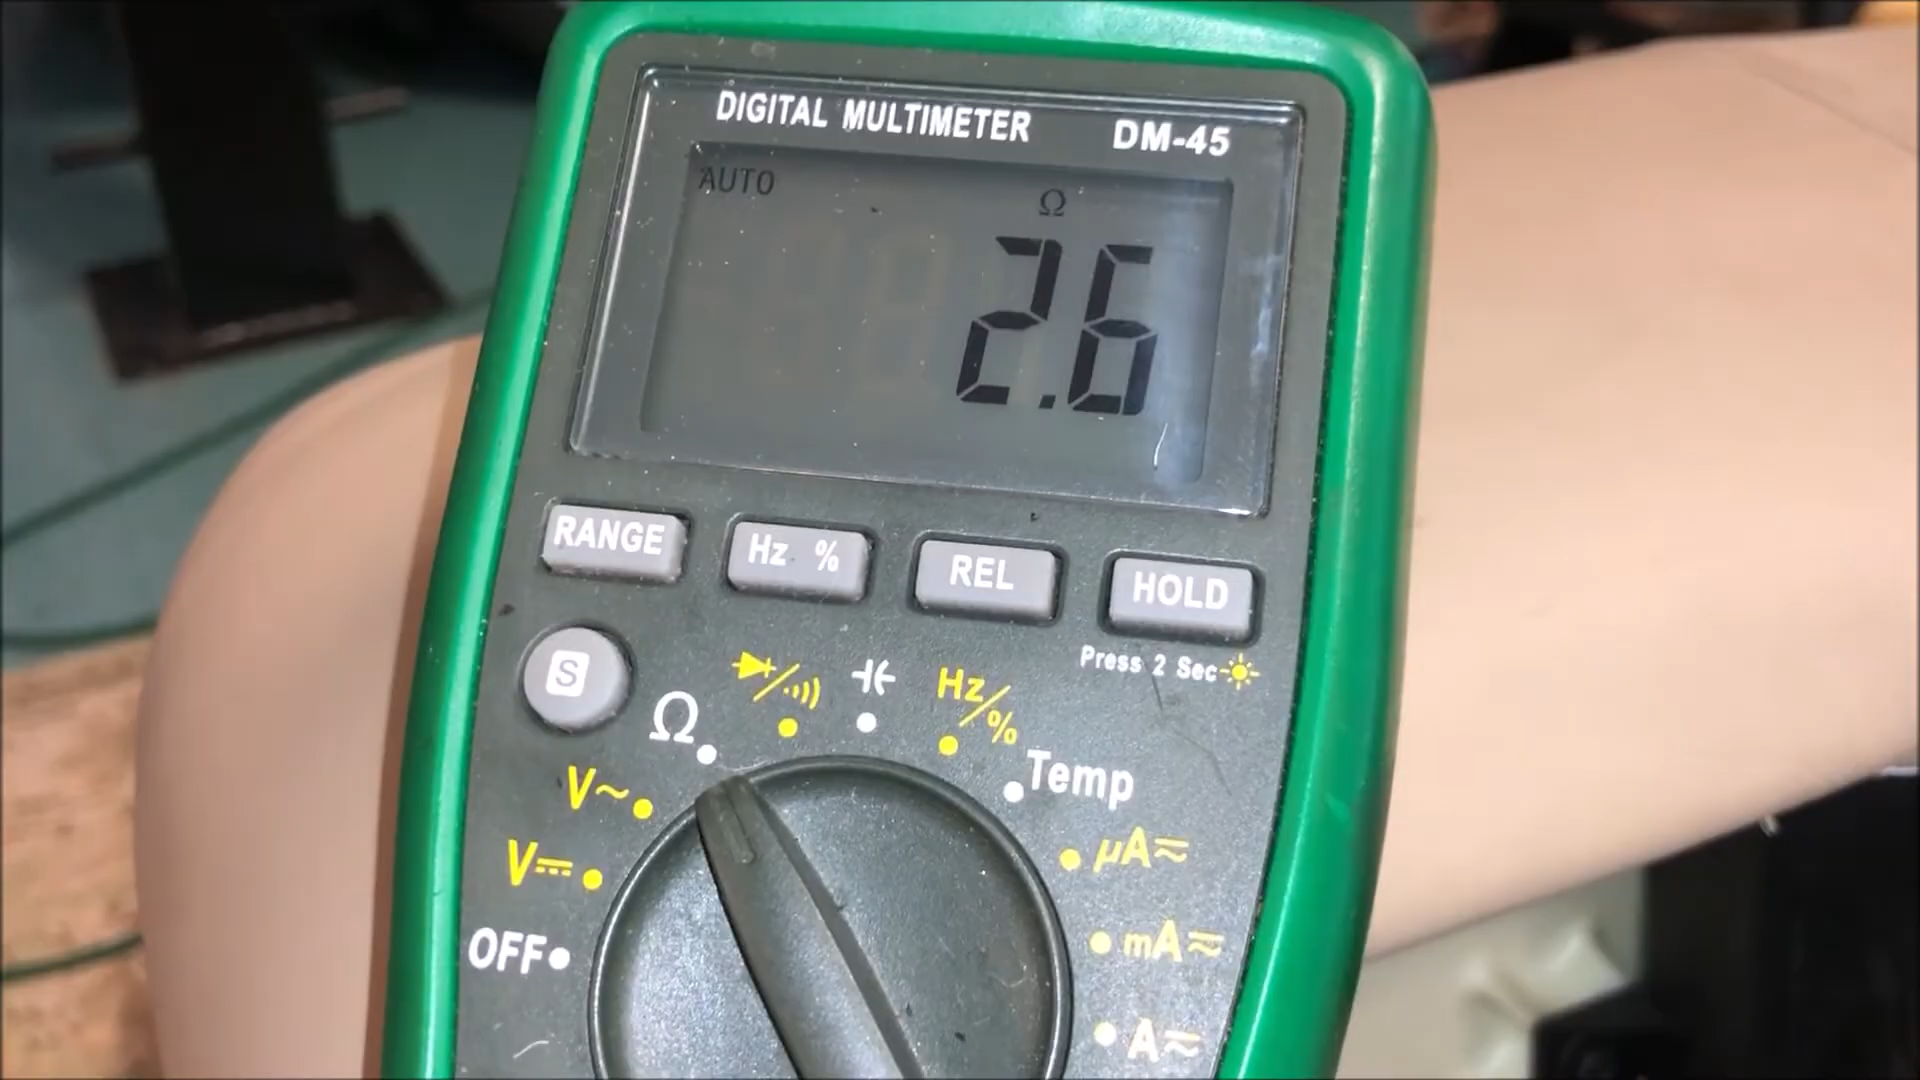 DIGITAL MULTIMETER DM-45
AUTO
Ω
2.6
RANGE Hz % REL HOLD
Press 2 Sec
S
Ω
Hz/%
Temp
V~
V⎓
OFF
µA≂
mA≂
A≂